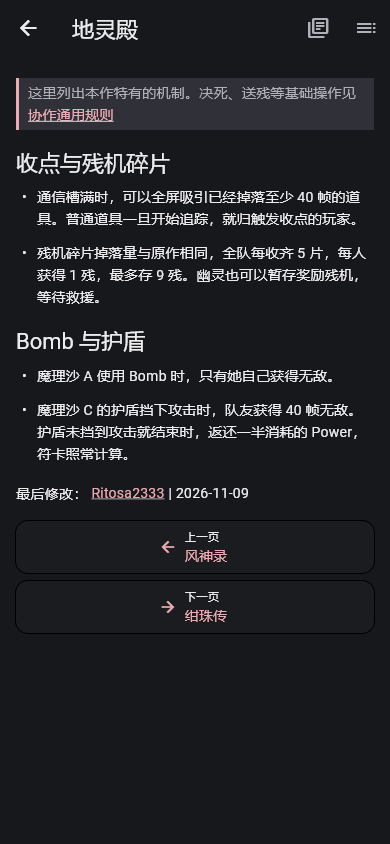 地灵殿
这里列出本作特有的机制。决死、送残等基础操作见
协作通用规则
收点与残机碎片
• 通信槽满时，可以全屏吸引已经掉落至少 40 帧的道
具。普通道具一旦开始追踪，就归触发收点的玩家。
• 残机碎片掉落量与原作相同，全队每收齐 5 片，每人
获得 1 残，最多存 9 残。幽灵也可以暂存奖励残机，
等待救援。
Bomb 与护盾
• 魔理沙 A 使用 Bomb 时，只有她自己获得无敌。
• 魔理沙 C 的护盾挡下攻击时，队友获得 40 帧无敌。
护盾未挡到攻击就结束时，返还一半消耗的 Power，
符卡照常计算。
最后修改： Ritosa2333 | 2026-11-09
上一页
风神录
下一页
绀珠传